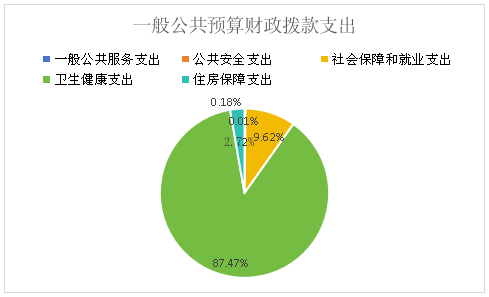 一般公共预算财政拨款支出
一般公共服务支出 公共安全支出 社会保障和就业支出
卫生健康支出 住房保障支出
0.18%
0.01%
2.72% 9.62%
87.47%